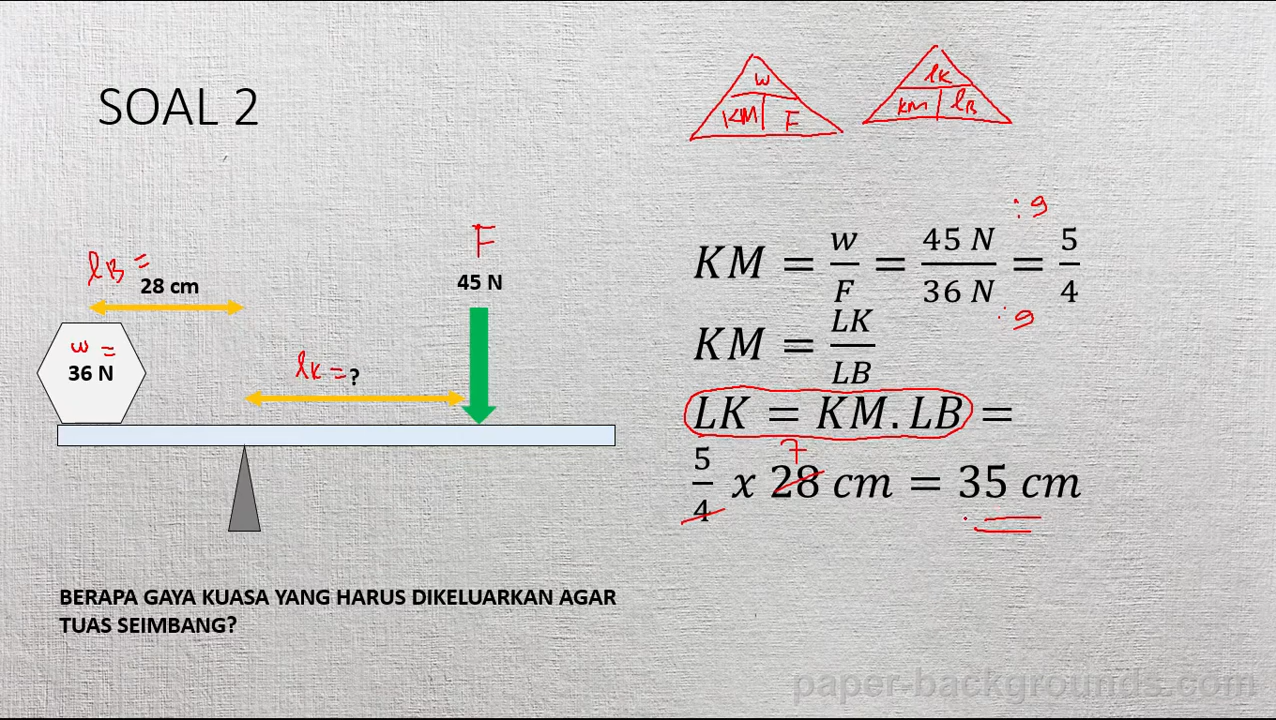 SOAL 2
w
KM F
lK
KM lB
lB =
28 cm
F
45 N
w =
36 N
lK = ?
:9
KM = w/F = 45 N/36 N = 5/4
:9
KM = LK/LB
LK = KM.LB =
7
5/4 x 28 cm = 35 cm
BERAPA GAYA KUASA YANG HARUS DIKELUARKAN AGAR
TUAS SEIMBANG?
paper-backgrounds.com